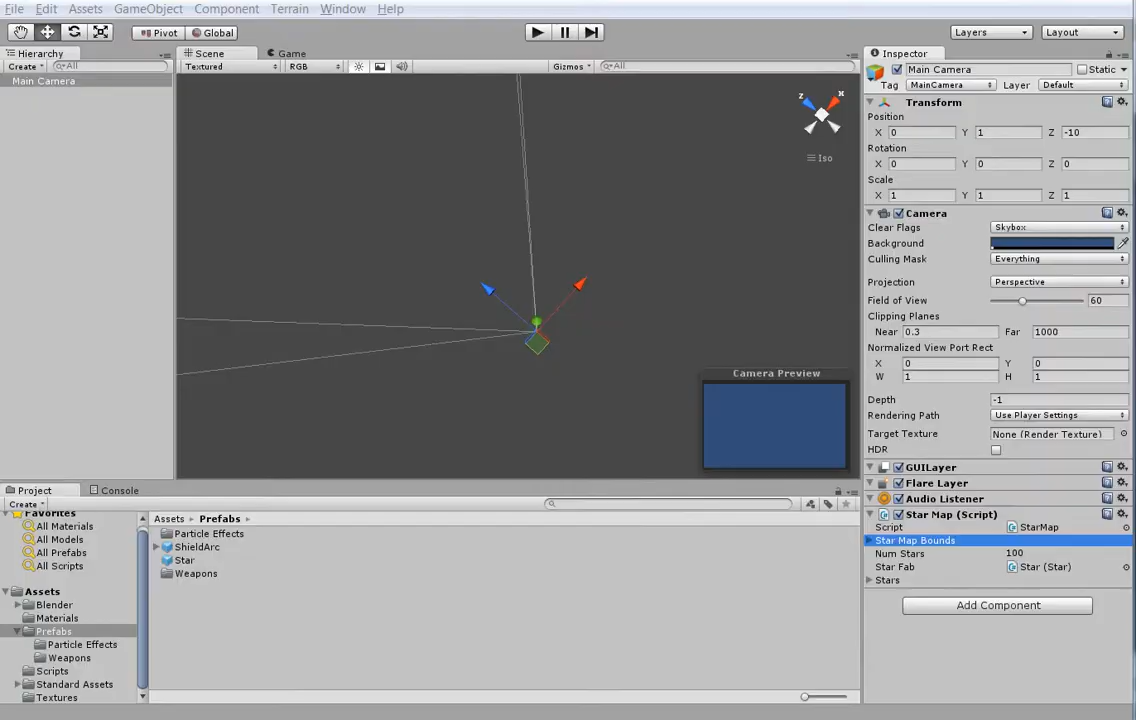 File Edit Assets GameObject Component Terrain Window Help
Pivot Global Layers Layout
Hierarchy
Create All
Main Camera
Scene Game
Textured RGB Gizmos All
z x
Iso
Camera Preview
Inspector
Main Camera Static
Tag MainCamera Layer Default
Transform
Position
X 0 Y 1 Z -10
Rotation
X 0 Y 0 Z 0
Scale
X 1 Y 1 Z 1
Camera
Clear Flags Skybox
Background
Culling Mask Everything
Projection Perspective
Field of View 60
Clipping Planes
Near 0.3 Far 1000
Normalized View Port Rect
X 0 Y 0
W 1 H 1
Depth -1
Rendering Path Use Player Settings
Target Texture None (Render Texture)
HDR
GUILayer
Flare Layer
Audio Listener
Star Map (Script)
Script StarMap
Star Map Bounds
Num Stars 100
Star Fab Star (Star)
Stars
Add Component
Project Console
Create
Favorites
All Materials
All Models
All Prefabs
All Scripts
Assets
Blender
Materials
Prefabs
Particle Effects
Weapons
Scripts
Standard Assets
Textures
Assets Prefabs
Particle Effects
ShieldArc
Star
Weapons